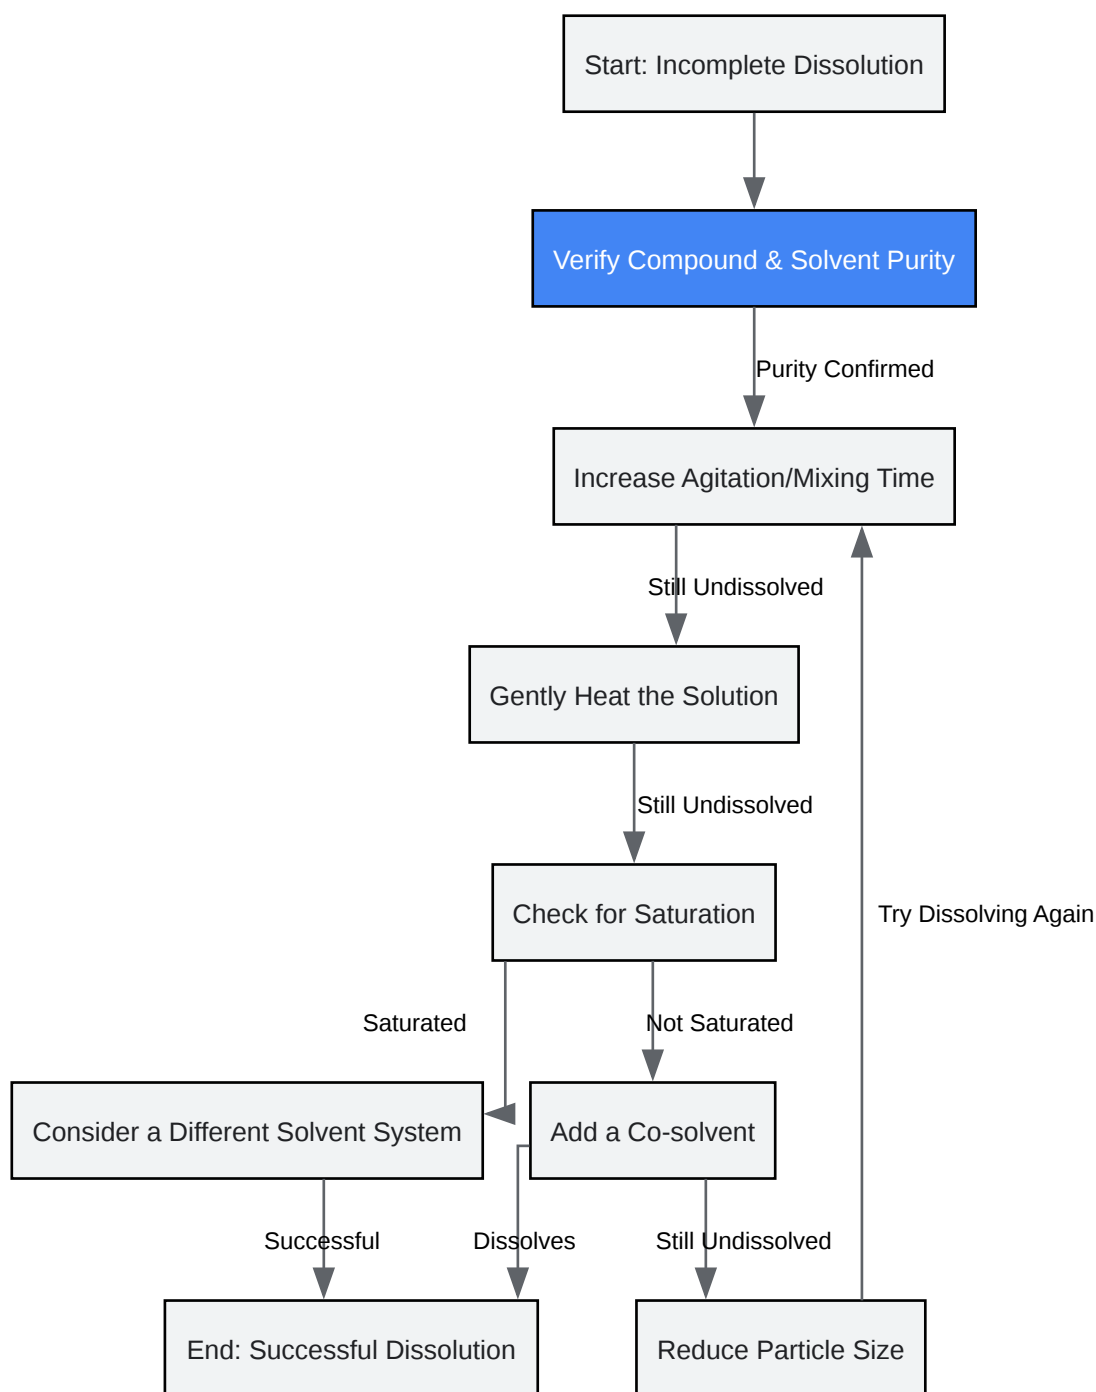 Start: Incomplete Dissolution
Verify Compound & Solvent Purity
Purity Confirmed
Increase Agitation/Mixing Time
Still Undissolved
Gently Heat the Solution
Still Undissolved
Check for Saturation
Try Dissolving Again
Saturated
Not Saturated
Consider a Different Solvent System
Add a Co-solvent
Successful
Dissolves
Still Undissolved
End: Successful Dissolution
Reduce Particle Size